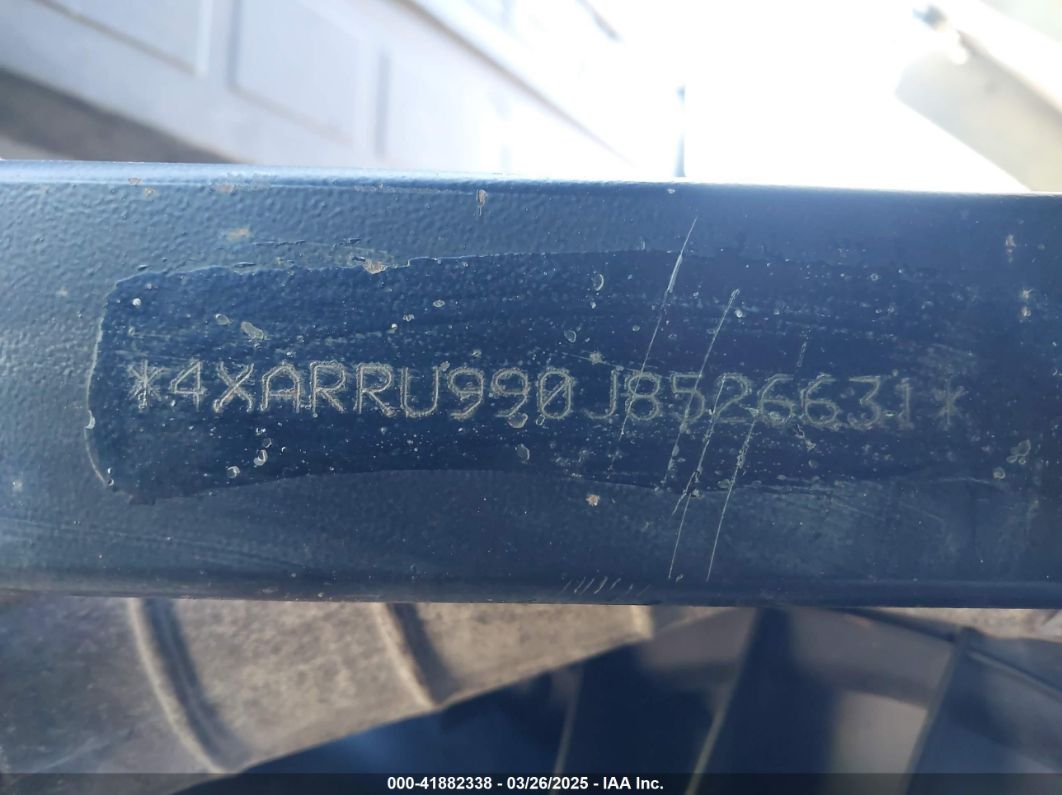 *4XARRU990J8526631*
000-41882338 - 03/26/2025 - IAA Inc.